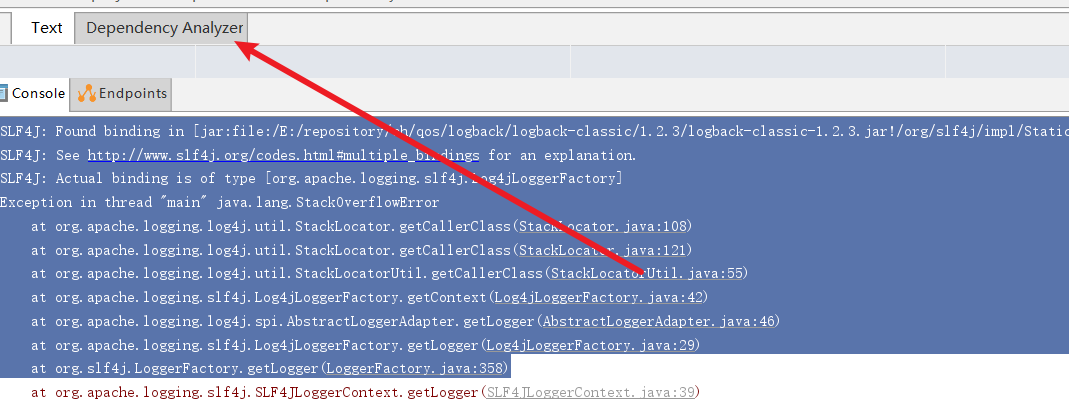 Text Dependency Analyzer
Console Endpoints
SLF4J: Found binding in [jar:file:/E:/repository/ch/qos/logback/logback-classic/1.2.3/logback-classic-1.2.3.jar!/org/slf4j/impl/Stati
SLF4J: See http://www.slf4j.org/codes.html#multiple_bindings for an explanation.
SLF4J: Actual binding is of type [org.apache.logging.slf4j.Log4jLoggerFactory]
Exception in thread "main" java.lang.StackOverflowError
at org.apache.logging.log4j.util.StackLocator.getCallerClass(StackLocator.java:108)
at org.apache.logging.log4j.util.StackLocator.getCallerClass(StackLocator.java:121)
at org.apache.logging.log4j.util.StackLocatorUtil.getCallerClass(StackLocatorUtil.java:55)
at org.apache.logging.slf4j.Log4jLoggerFactory.getContext(Log4jLoggerFactory.java:42)
at org.apache.logging.log4j.spi.AbstractLoggerAdapter.getLogger(AbstractLoggerAdapter.java:46)
at org.apache.logging.slf4j.Log4jLoggerFactory.getLogger(Log4jLoggerFactory.java:29)
at org.slf4j.LoggerFactory.getLogger(LoggerFactory.java:358)
at org.apache.logging.slf4j.SLF4JLoggerContext.getLogger(SLF4JLoggerContext.java:39)